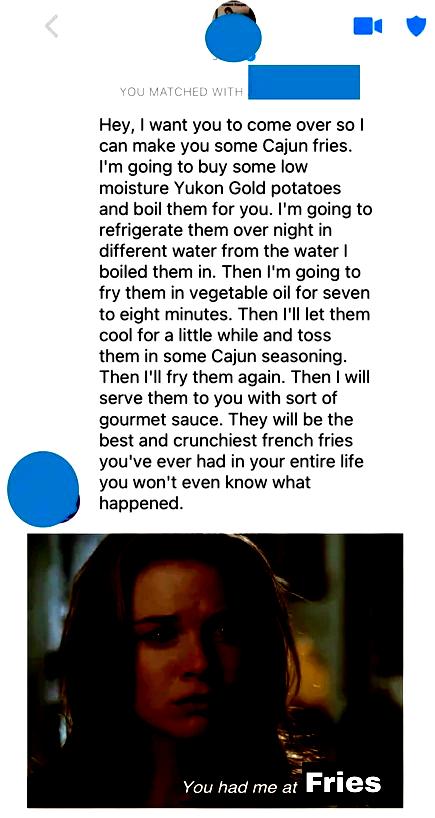 YOU MATCHED WITH
Hey, I want you to come over so I
can make you some Cajun fries.
I'm going to buy some low
moisture Yukon Gold potatoes
and boil them for you. I'm going to
refrigerate them over night in
different water from the water I
boiled them in. Then I'm going to
fry them in vegetable oil for seven
to eight minutes. Then I'll let them
cool for a little while and toss
them in some Cajun seasoning.
Then I'll fry them again. Then I will
serve them to you with sort of
gourmet sauce. They will be the
best and crunchiest french fries
you've ever had in your entire life
you won't even know what
happened.
You had me at Fries